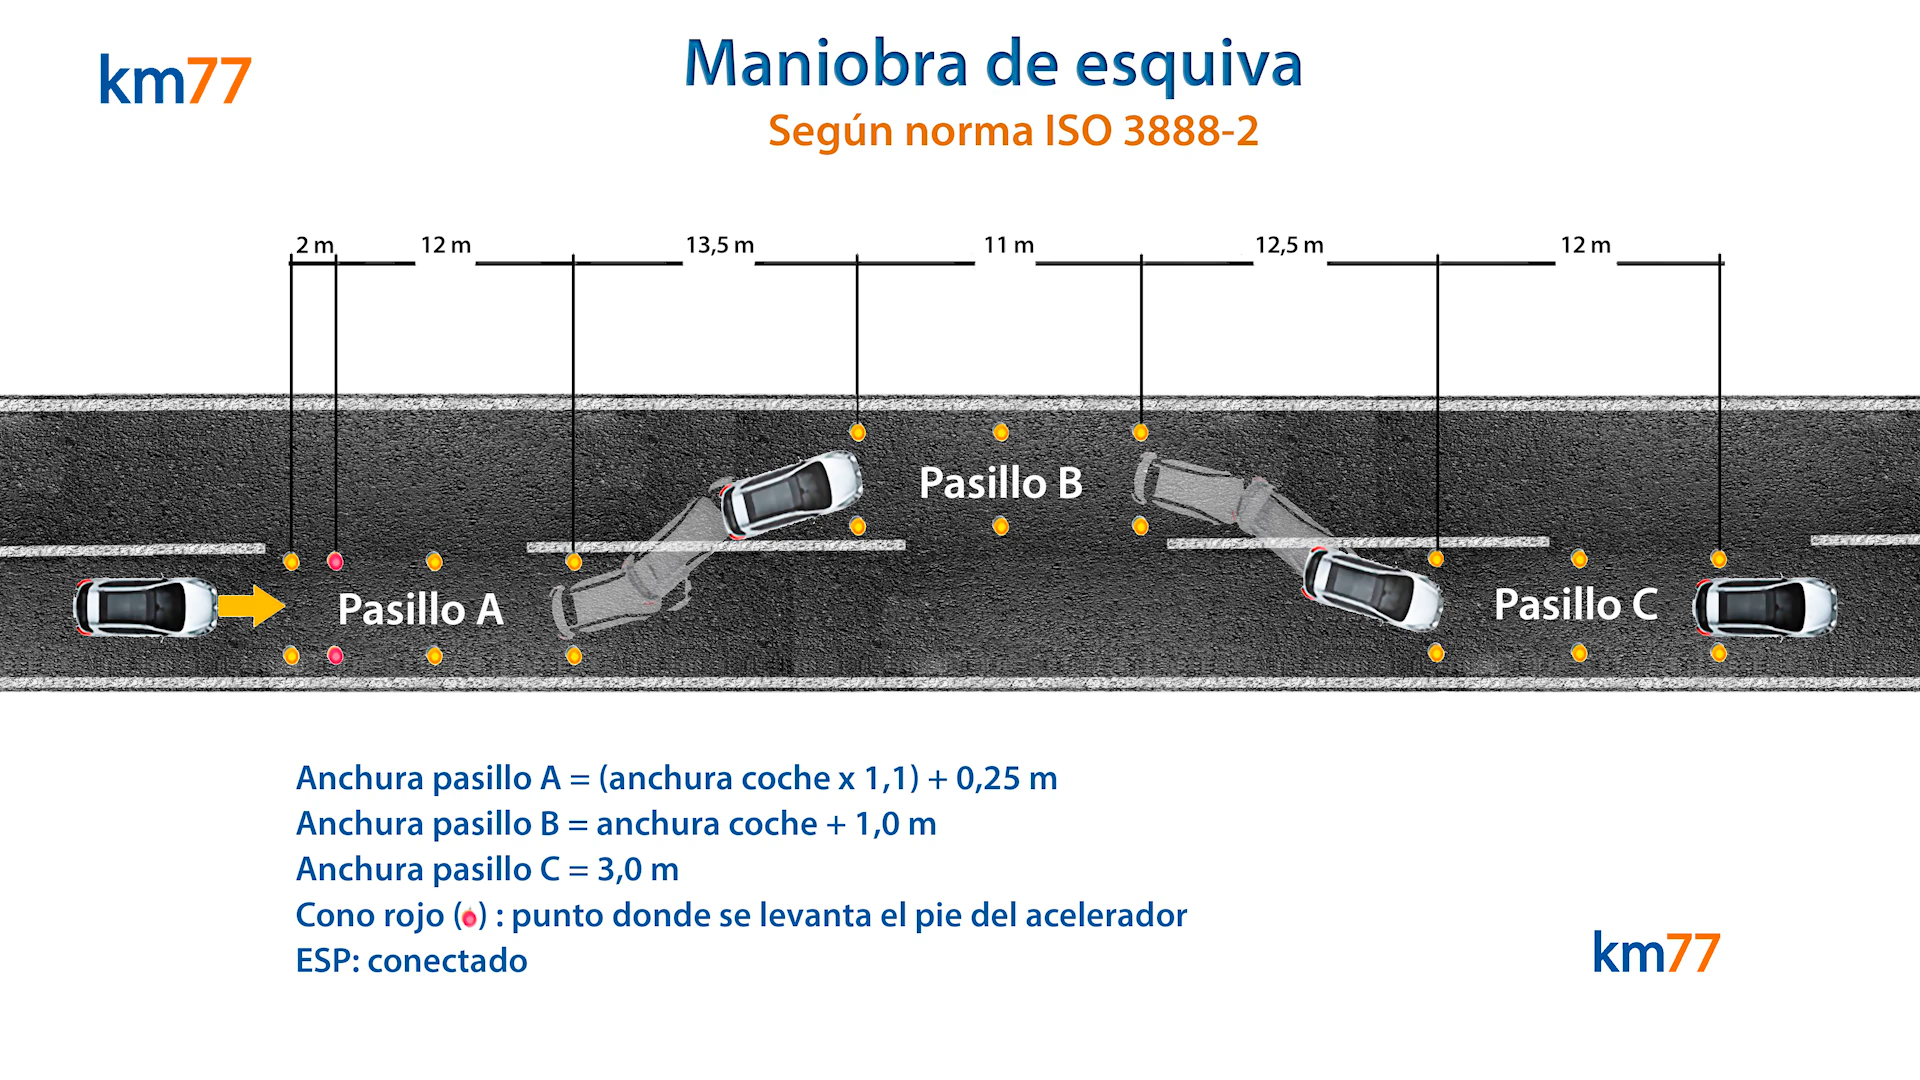 km77
Maniobra de esquiva
Según norma ISO 3888-2
2 m 12 m 13,5 m 11 m 12,5 m 12 m
Pasillo A
Pasillo B
Pasillo C
Anchura pasillo A = (anchura coche x 1,1) + 0,25 m
Anchura pasillo B = anchura coche + 1,0 m
Anchura pasillo C = 3,0 m
Cono rojo ( ) : punto donde se levanta el pie del acelerador
ESP: conectado
km77